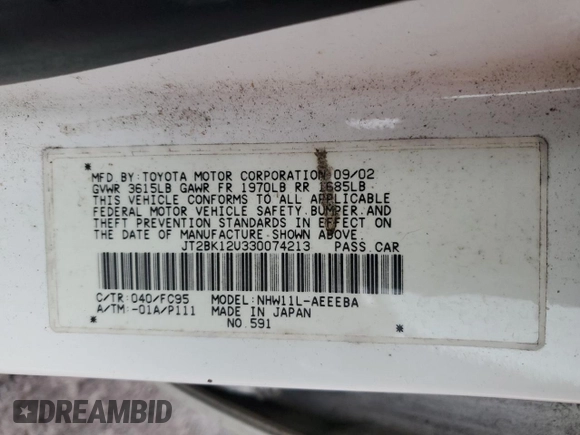 MFD BY: TOYOTA MOTOR CORPORATION 09/02
GVWR 3615LB GAWR FR 1970LB RR 1685LB
THIS VEHICLE CONFORMS TO ALL APPLICABLE
FEDERAL MOTOR VEHICLE SAFETY, BUMPER, AND
THEFT PREVENTION STANDARDS IN EFFECT ON
THE DATE OF MANUFACTURE SHOWN ABOVE.
JT2BK12U330074213 PASS.CAR
C/TR: 040/FC95 MODEL: NHW11L-AEEEBA
A/TM: -01A/P111 MADE IN JAPAN
NO.591
DREAMBID